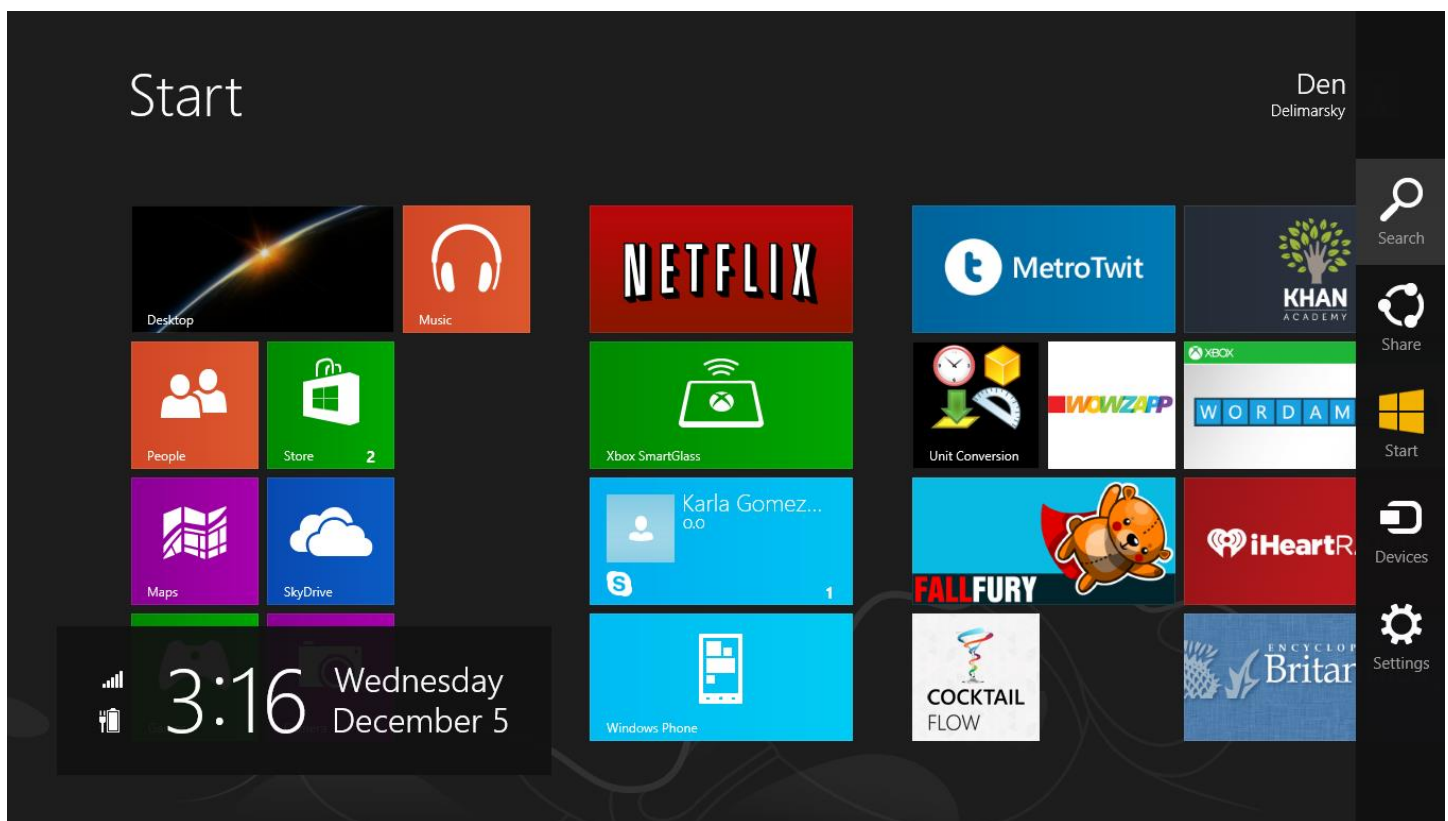 Start
Den
Delimarsky
Desktop
Music
People
Store
2
Maps
SkyDrive
NETFLIX
Xbox SmartGlass
Karla Gomez...
o.o
S
1
Windows Phone
t MetroTwit
KHAN
ACADEMY
Unit Conversion
WOWZAPP
XBOX
WORDAM
FALLFURY
iHeartR
COCKTAIL
FLOW
ENCYCLOP
Britan
Search
Share
Start
Devices
Settings
3:16
Wednesday
December 5